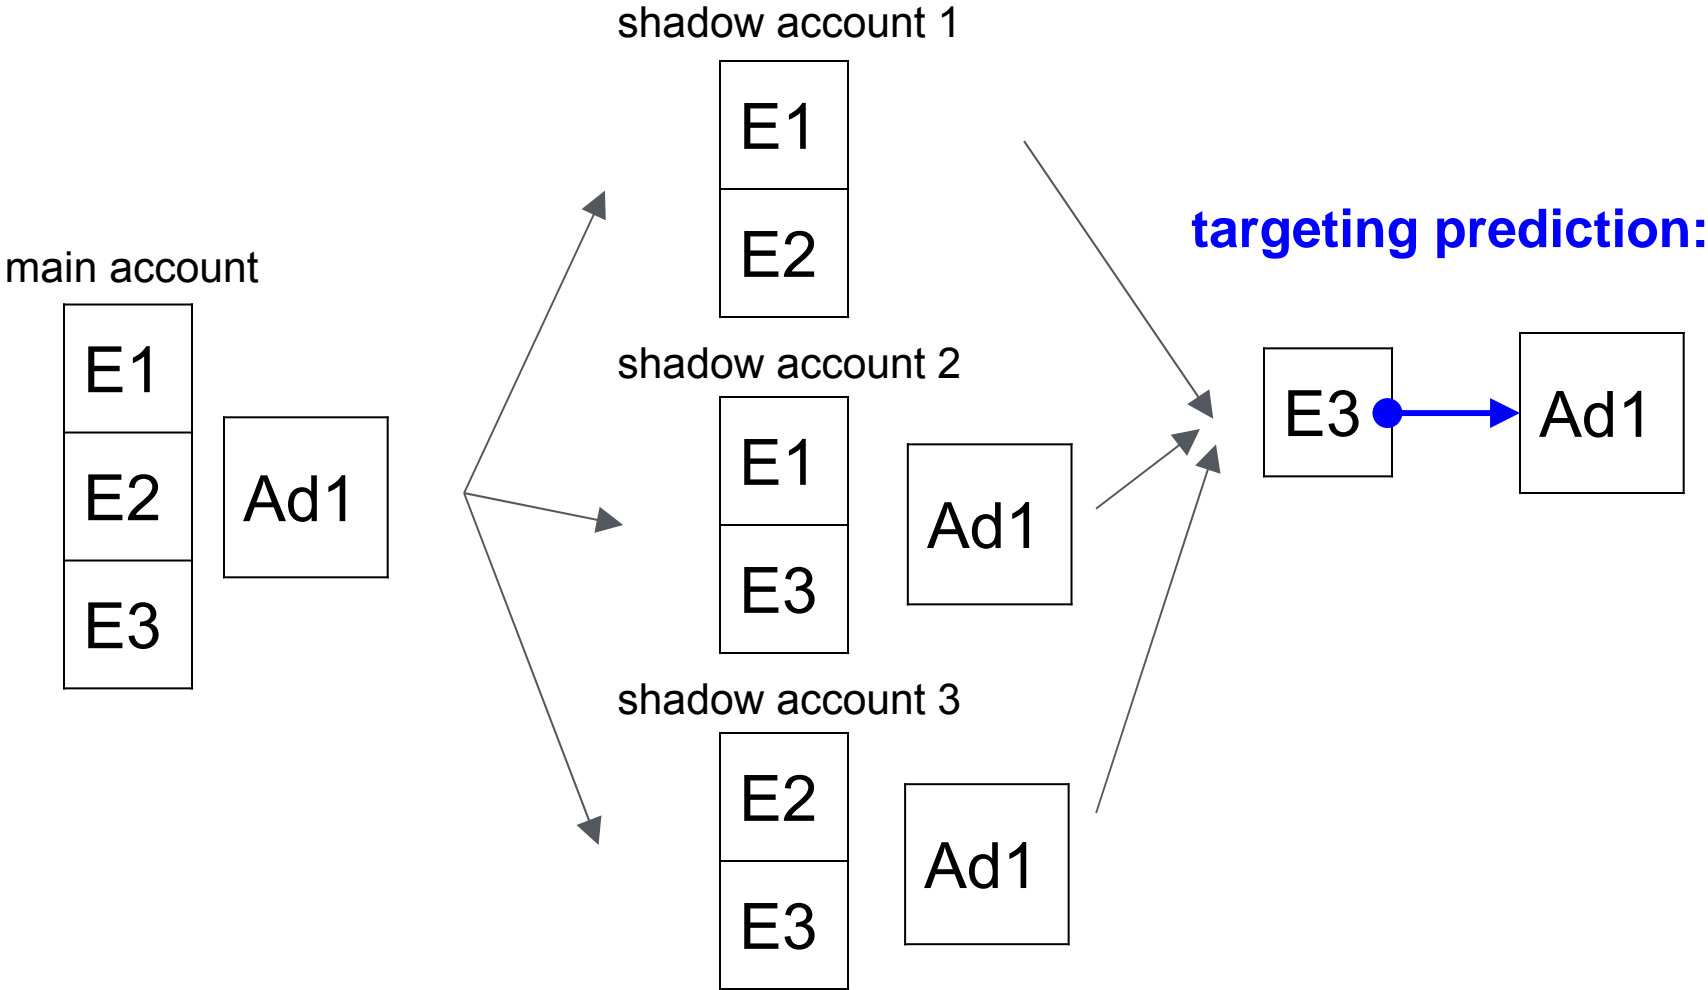 main account
E1
E2
E3
Ad1
shadow account 1
E1
E2
shadow account 2
E1
E3
Ad1
shadow account 3
E2
E3
Ad1
targeting prediction:
E3
Ad1